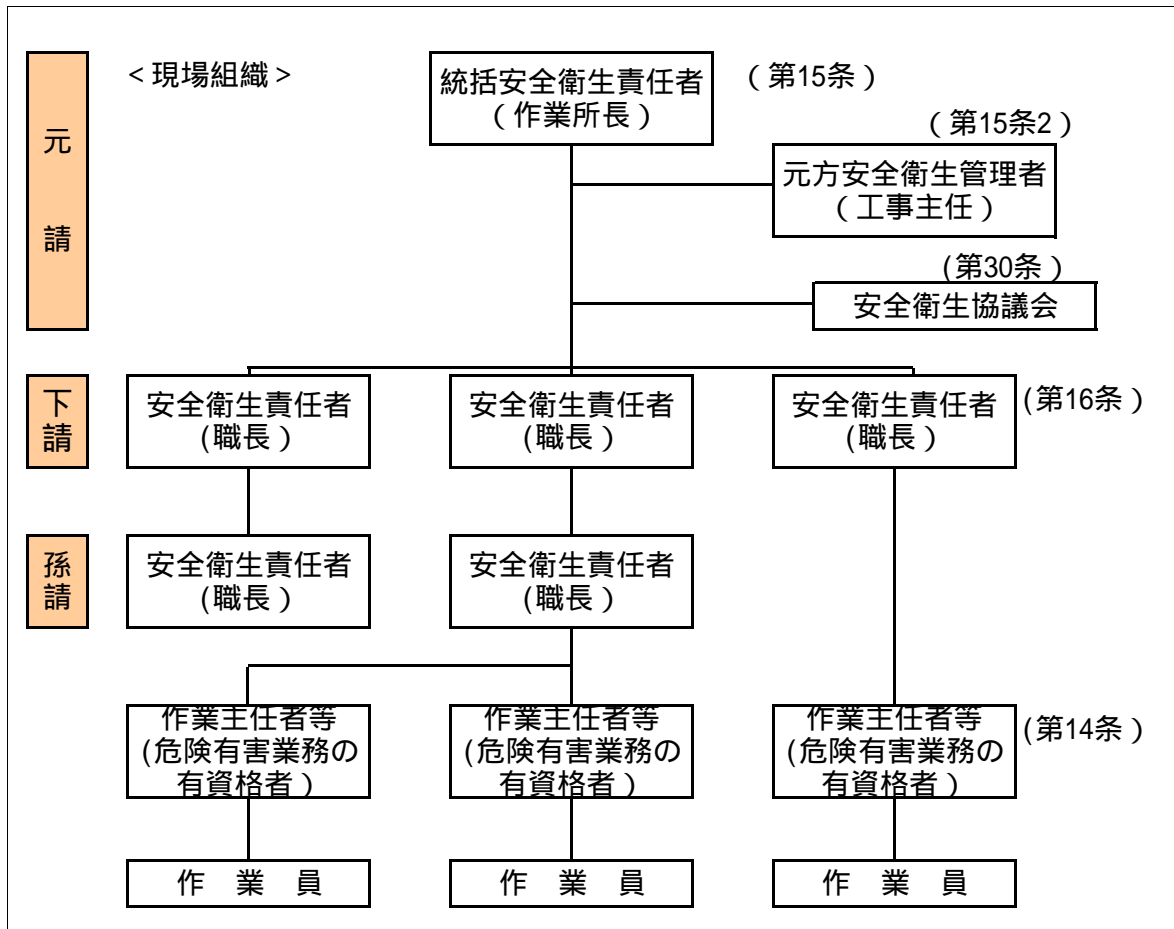 <現場組織>
統括安全衛生責任者
(作業所長)
(第15条)
元
請
(第15条2)
元方安全衛生管理者
(工事主任)
(第30条)
安全衛生協議会
下
請
安全衛生責任者
(職長)
安全衛生責任者
(職長)
安全衛生責任者
(職長)
(第16条)
孫
請
安全衛生責任者
(職長)
安全衛生責任者
(職長)
作業主任者等
(危険有害業務の
有資格者)
作業主任者等
(危険有害業務の
有資格者)
作業主任者等
(危険有害業務の
有資格者)
(第14条)
作 業 員
作 業 員
作 業 員